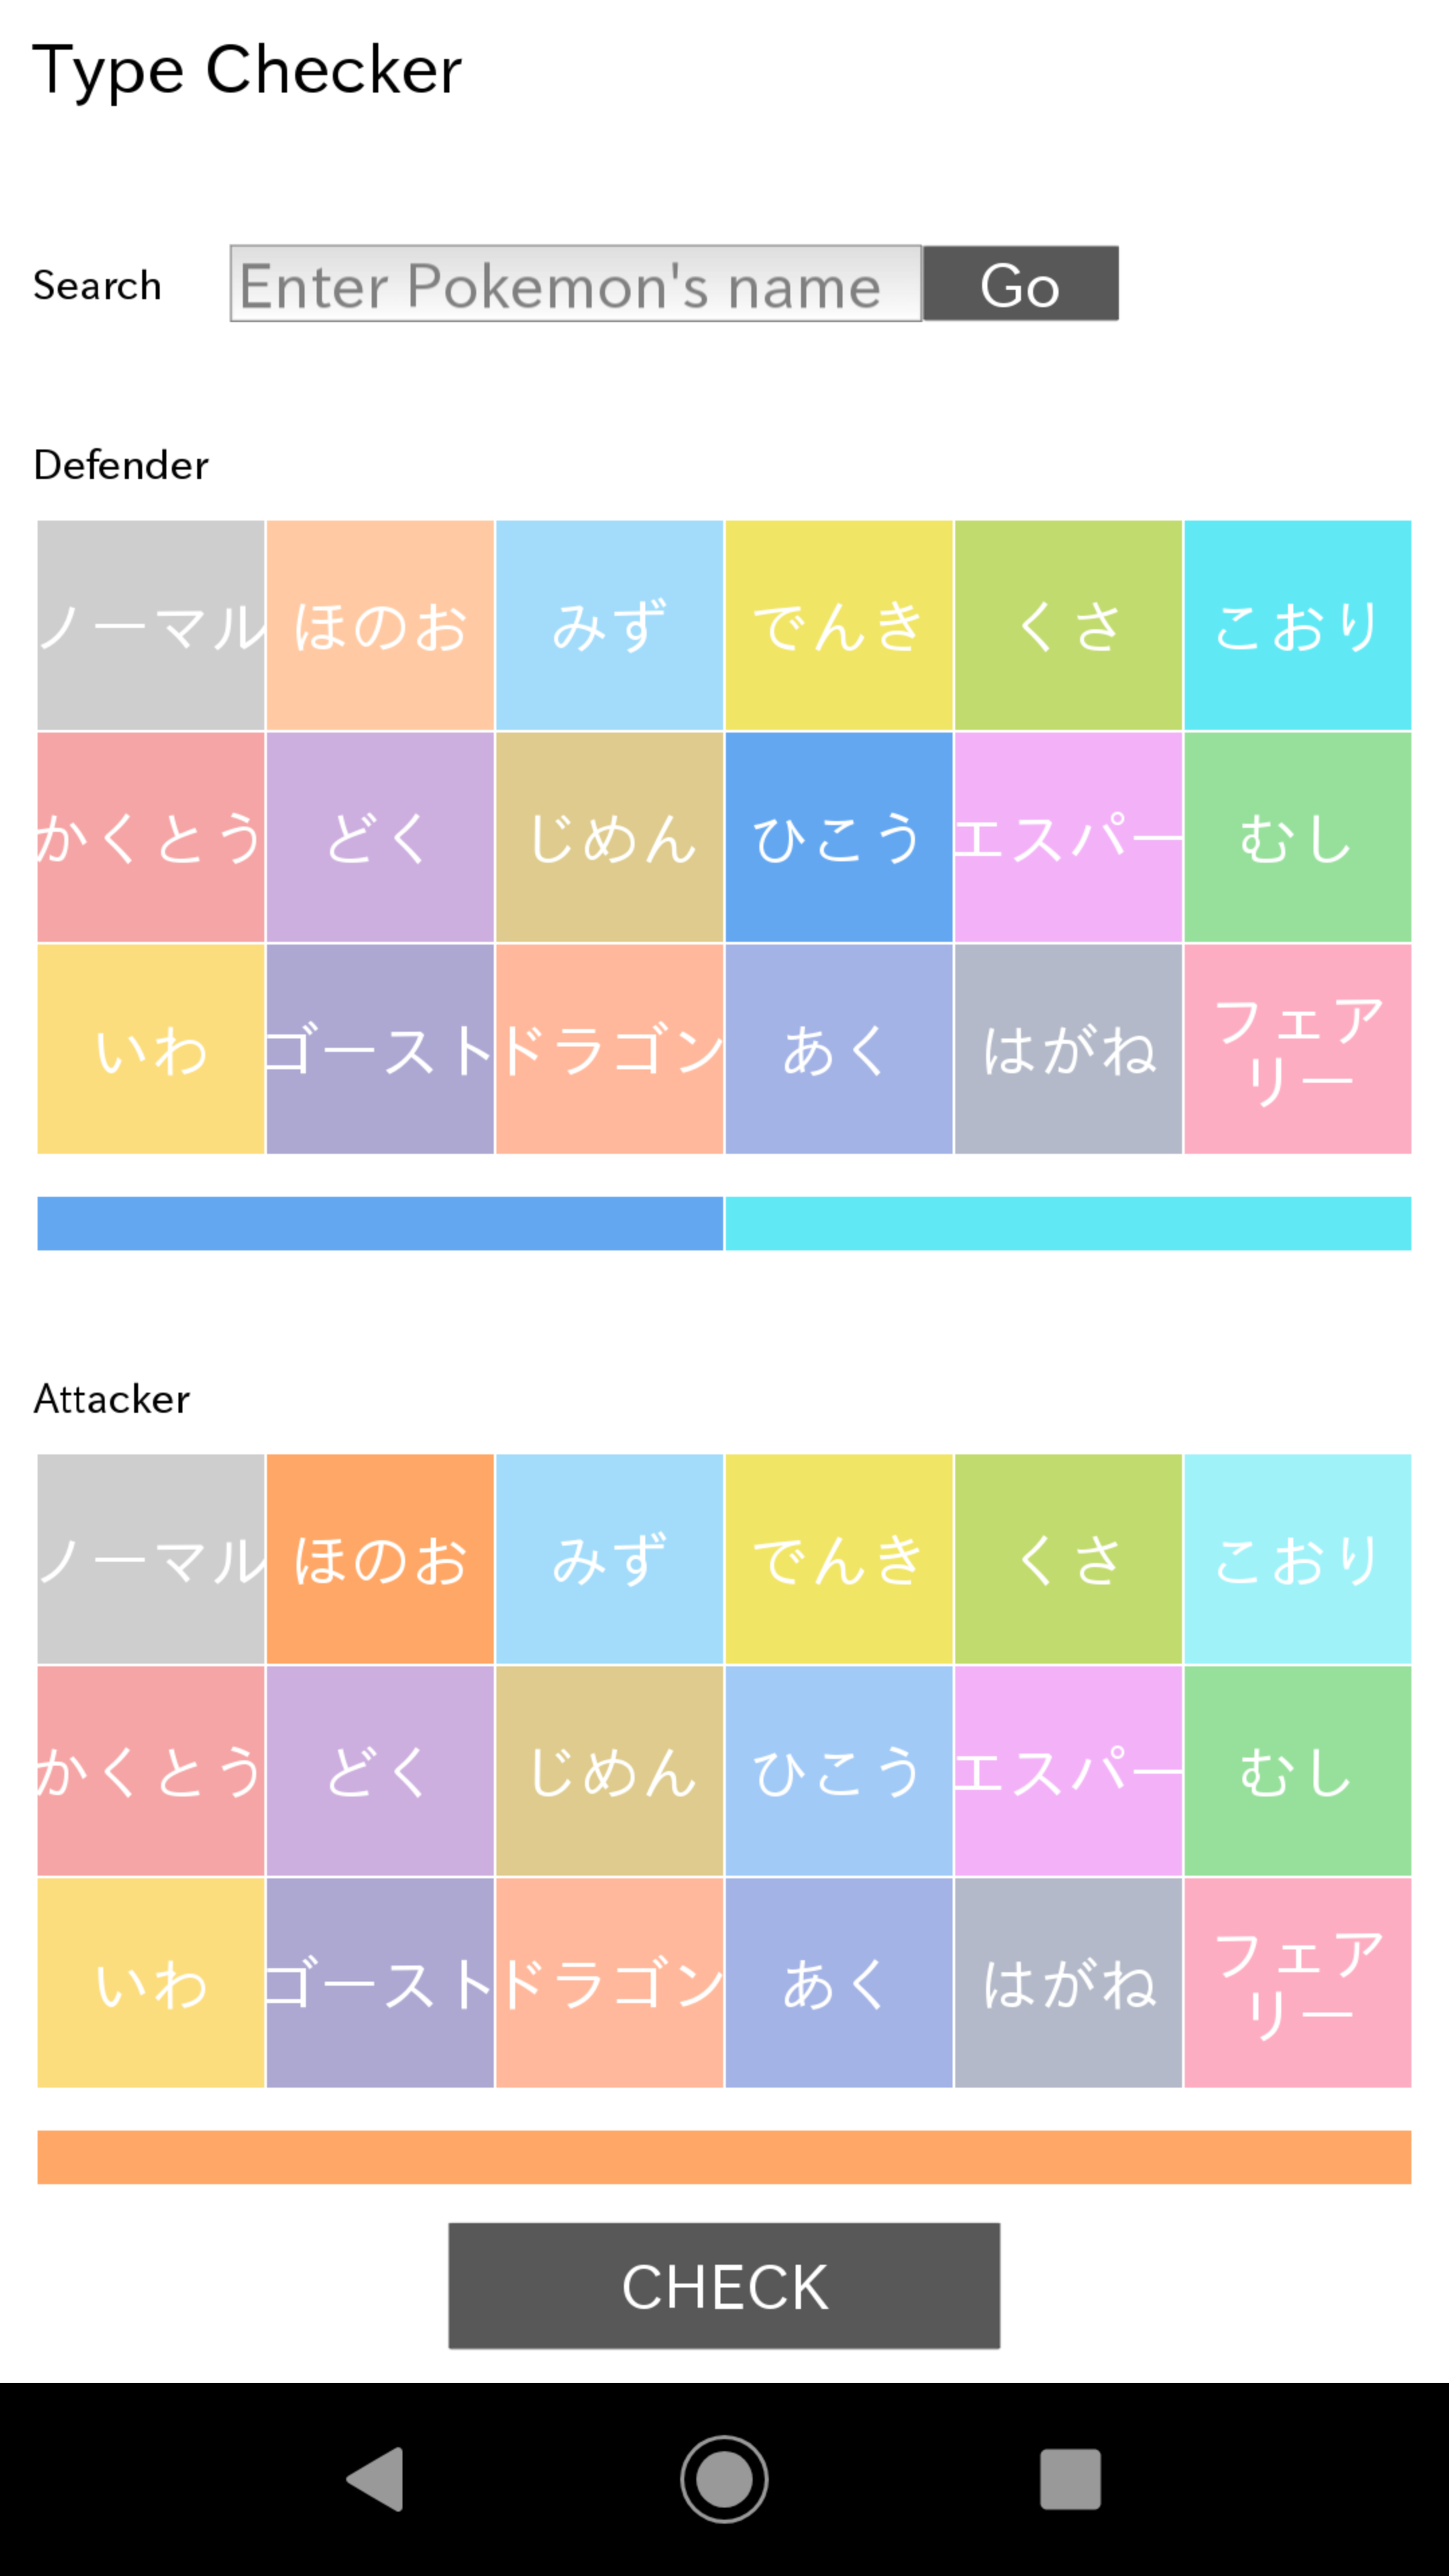 Type Checker
Search Enter Pokemon's name Go
Defender
ノーマル ほのお みず でんき くさ こおり
かくとう どく じめん ひこう エスパー むし
いわ ゴースト ドラゴン あく はがね フェア
リー
Attacker
ノーマル ほのお みず でんき くさ こおり
かくとう どく じめん ひこう エスパー むし
いわ ゴースト ドラゴン あく はがね フェア
リー
CHECK